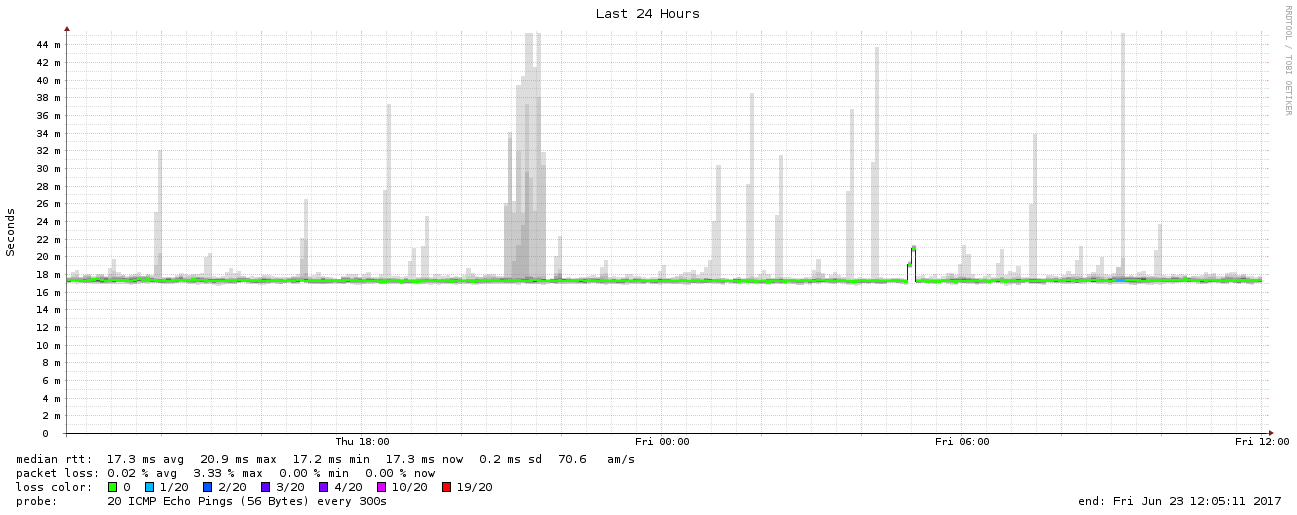 Last 24 Hours
RRDTOOL / TOBI OETIKER
Seconds
44 m
42 m
40 m
38 m
36 m
34 m
32 m
30 m
28 m
26 m
24 m
22 m
20 m
18 m
16 m
14 m
12 m
10 m
8 m
6 m
4 m
2 m
0
Thu 18:00 Fri 00:00 Fri 06:00 Fri 12:00
median rtt: 17.3 ms avg 20.9 ms max 17.2 ms min 17.3 ms now 0.2 ms sd 70.6 am/s
packet loss: 0.02 % avg 3.33 % max 0.00 % min 0.00 % now
loss color: 0 1/20 2/20 3/20 4/20 10/20 19/20
probe: 20 ICMP Echo Pings (56 Bytes) every 300s end: Fri Jun 23 12:05:11 2017